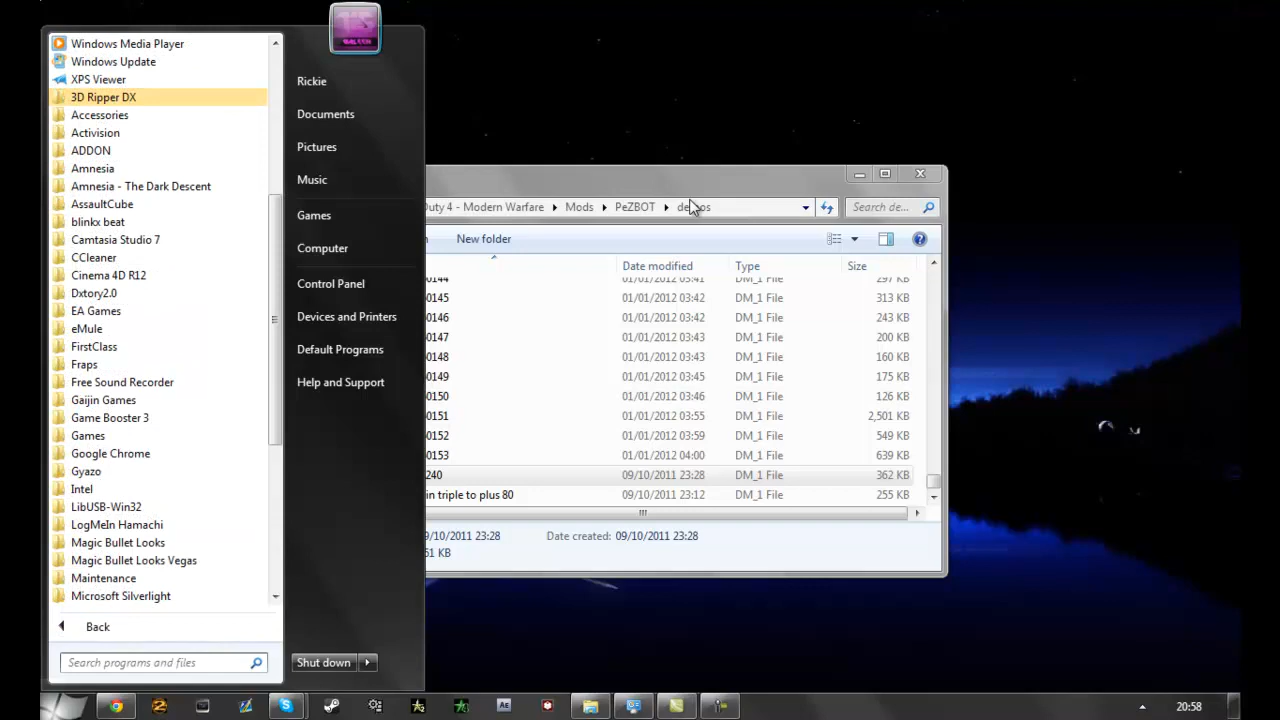 Windows Media Player
Windows Update
XPS Viewer
3D Ripper DX
Accessories
Activision
ADDON
Amnesia
Amnesia - The Dark Descent
AssaultCube
blinkx beat
Camtasia Studio 7
CCleaner
Cinema 4D R12
Dxtory2.0
EA Games
eMule
FirstClass
Fraps
Free Sound Recorder
Gaijin Games
Game Booster 3
Games
Google Chrome
Gyazo
Intel
LibUSB-Win32
LogMeIn Hamachi
Magic Bullet Looks
Magic Bullet Looks Vegas
Maintenance
Microsoft Silverlight
Back
Search programs and files
Rickie
Documents
Pictures
Music
Games
Computer
Control Panel
Devices and Printers
Default Programs
Help and Support
Shut down
Duty 4 - Modern Warfare Mods PeZBOT
Search de...
New folder
Date modified Type Size
0144 01/01/2012 03:41 DM_1 File 297 KB
0145 01/01/2012 03:42 DM_1 File 313 KB
0146 01/01/2012 03:42 DM_1 File 243 KB
0147 01/01/2012 03:43 DM_1 File 200 KB
0148 01/01/2012 03:43 DM_1 File 160 KB
0149 01/01/2012 03:45 DM_1 File 175 KB
0150 01/01/2012 03:46 DM_1 File 126 KB
0151 01/01/2012 03:55 DM_1 File 2,501 KB
0152 01/01/2012 03:59 DM_1 File 549 KB
0153 01/01/2012 04:00 DM_1 File 639 KB
240 09/10/2011 23:28 DM_1 File 362 KB
in triple to plus 80 09/10/2011 23:12 DM_1 File 255 KB
9/10/2011 23:28 Date created: 09/10/2011 23:28
51 KB
20:58